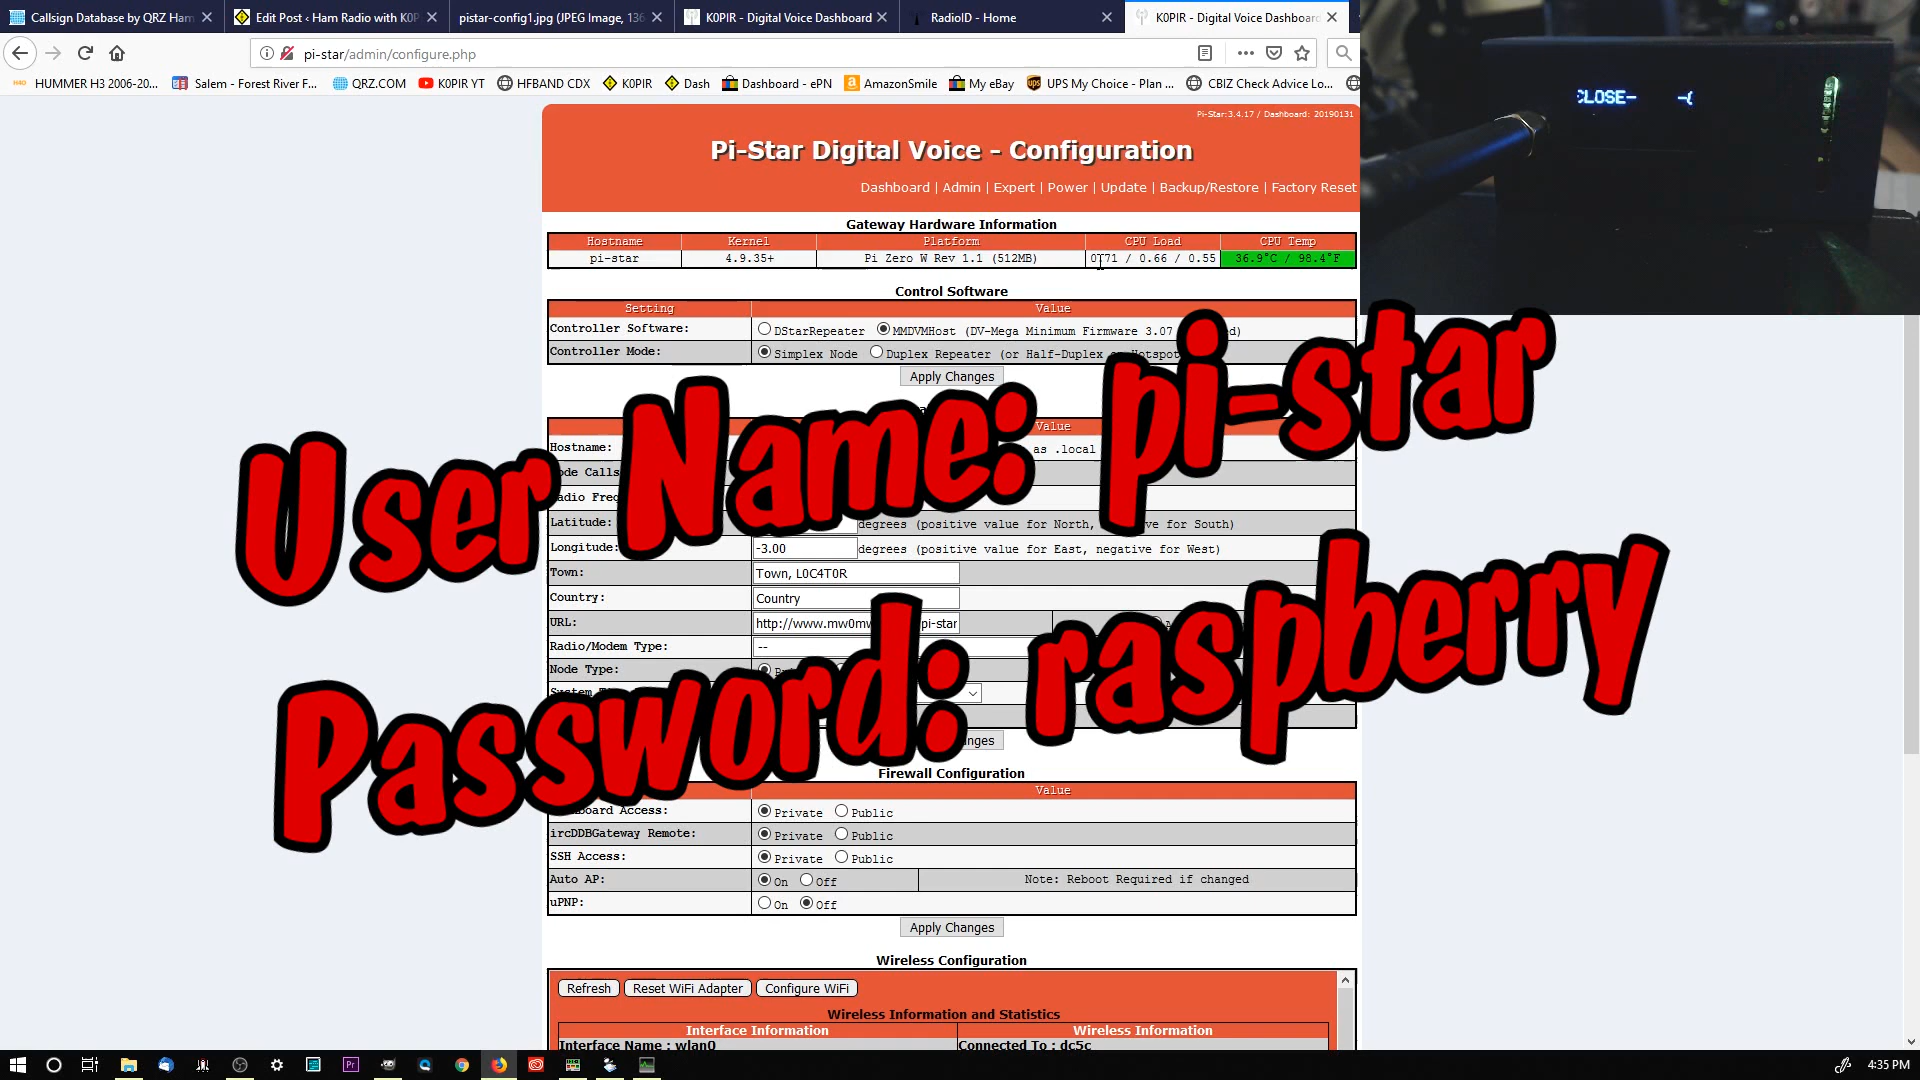 Callsign Database by QRZ Ham
Edit Post ‹ Ham Radio with K0P
pistar-config1.jpg (JPEG Image, 136
K0PIR - Digital Voice Dashboard
RadioID - Home
K0PIR - Digital Voice Dashboard
pi-star/admin/configure.php
HUMMER H3 2006-20...
Salem - Forest River F...
QRZ.COM
K0PIR YT
HFBAND CDX
K0PIR
Dash
Dashboard - ePN
AmazonSmile
My eBay
UPS My Choice - Plan ...
CBIZ Check Advice Lo...
CLOSE- -(
Pi-Star:3.4.17 / Dashboard: 20190131
Pi-Star Digital Voice - Configuration
Dashboard | Admin | Expert | Power | Update | Backup/Restore | Factory Reset
Gateway Hardware Information
Hostname Kernel Platform CPU Load CPU Temp
pi-star 4.9.35+ Pi Zero W Rev 1.1 (512MB) 0.71 / 0.66 / 0.55 36.9°C / 98.4°F
Control Software
Setting Value
Controller Software: DStarRepeater MMDVMHost (DV-Mega Minimum Firmware 3.07
Controller Mode: Simplex Node Duplex Repeater (or Half-Duplex
Apply Changes
User Name: pi-star
Password: raspberry
Value
Hostname: as .local
Latitude: degrees (positive value for North, for South)
Longitude: -3.00 degrees (positive value for East, negative for West)
Town: Town, L0C4T0R
Country: Country
URL: http://www.mw0mw pi-star
Radio/Modem Type: --
Node Type:
Firewall Configuration
Value
Access: Private Public
ircDDBGateway Remote: Private Public
SSH Access: Private Public
Auto AP: On Off Note: Reboot Required if changed
uPNP: On Off
Apply Changes
Wireless Configuration
Refresh Reset WiFi Adapter Configure WiFi
Wireless Information and Statistics
Interface Information Wireless Information
Interface Name : wlan0 Connected To : dc5c
4:35 PM